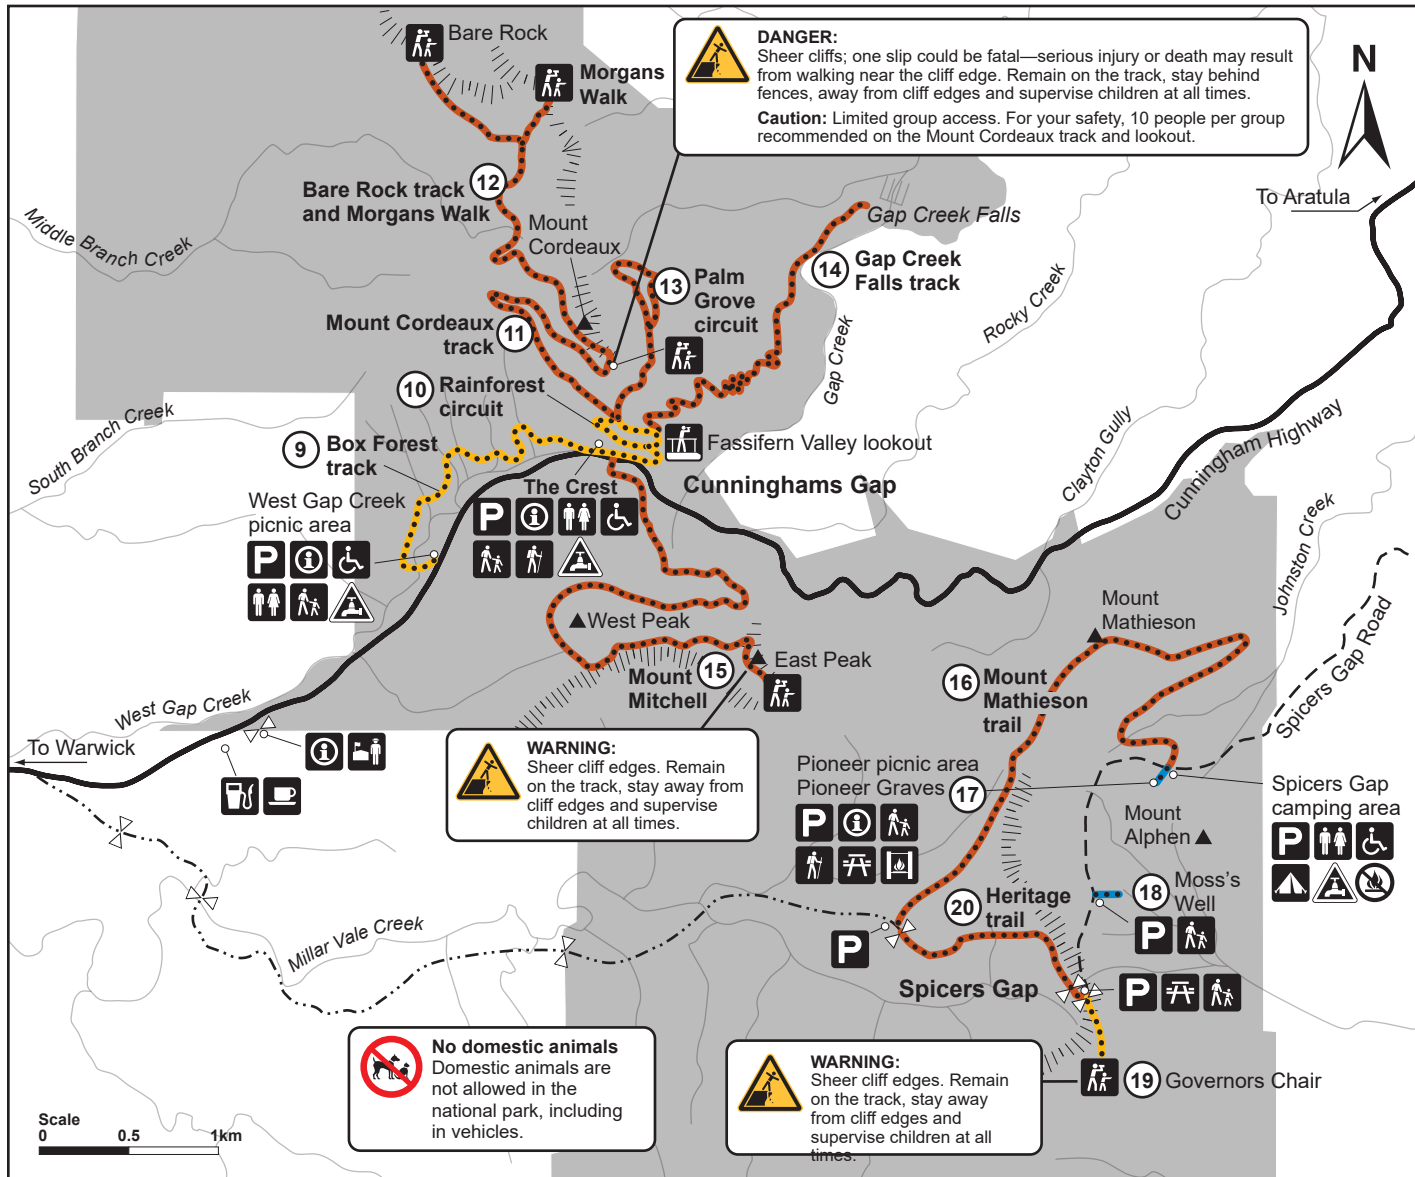 Bare Rock
Morgans
Walk
DANGER:
Sheer cliffs; one slip could be fatal—serious injury or death may result
from walking near the cliff edge. Remain on the track, stay behind
fences, away from cliff edges and supervise children at all times.
Caution: Limited group access. For your safety, 10 people per group
recommended on the Mount Cordeaux track and lookout.
N
To Aratula
12
Bare Rock track
and Morgans Walk
Middle Branch Creek
Mount
Cordeaux
Gap Creek Falls
14
Gap Creek
Falls track
13
Palm
Grove
circuit
Rocky Creek
Gap Creek
Mount Cordeaux
track
11
10
Rainforest
circuit
South Branch Creek
9
Box Forest
track
Fassifern Valley lookout
Clayton Gully
Cunningham Highway
West Gap Creek
picnic area
P
The Crest
P
Cunninghams Gap
Johnston Creek
Spicers Gap Road
West Peak
East Peak
Mount
Mitchell
15
Mount
Mathieson
16
Mount
Mathieson
trail
West Gap Creek
To Warwick
WARNING:
Sheer cliff edges. Remain
on the track, stay away from
cliff edges and supervise
children at all times.
Pioneer picnic area
Pioneer Graves
17
P
Mount
Alphen
Spicers Gap
camping area
P
18
Moss's
Well
P
20
Heritage
trail
P
Millar Vale Creek
Spicers Gap
P
No domestic animals
Domestic animals are
not allowed in the
national park, including
in vehicles.
WARNING:
Sheer cliff edges. Remain
on the track, stay away
from cliff edges and
supervise children at all
times.
19
Governors Chair
Scale
0 0.5 1km